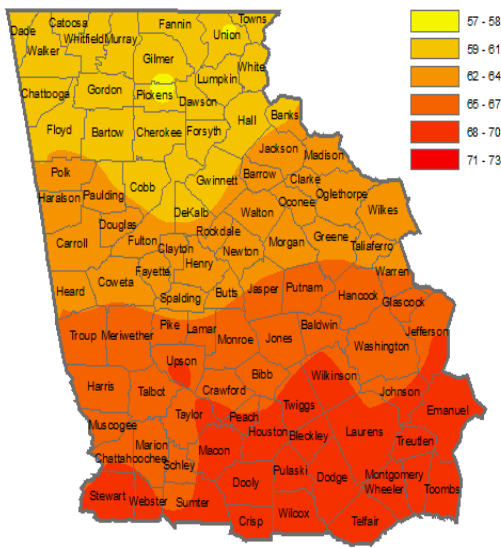 57 - 58
59 - 61
62 - 64
65 - 67
68 - 70
71 - 73
Dade
Catoosa
Whitfield
Murray
Fannin
Towns
Union
Walker
Gilmer
White
Lumpkin
Chattooga
Gordon
Pickens
Dawson
Banks
Floyd
Bartow
Cherokee
Forsyth
Hall
Jackson
Madison
Polk
Cobb
Gwinnett
Barrow
Clarke
Oglethorpe
Haralson
Paulding
DeKalb
Walton
Oconee
Wilkes
Douglas
Fulton
Rockdale
Carroll
Clayton
Newton
Morgan
Greene
Taliaferro
Henry
Fayette
Warren
Heard
Coweta
Spalding
Butts
Jasper
Putnam
Hancock
Glascock
Troup
Meriwether
Pike
Lamar
Monroe
Jones
Baldwin
Jefferson
Washington
Upson
Bibb
Wilkinson
Harris
Talbot
Crawford
Johnson
Taylor
Peach
Twiggs
Emanuel
Muscogee
Houston
Bleckley
Laurens
Treutlen
Marion
Macon
Chattahoochee
Schley
Pulaski
Dooly
Dodge
Montgomery
Wheeler
Toombs
Stewart
Webster
Sumter
Crisp
Wilcox
Telfair